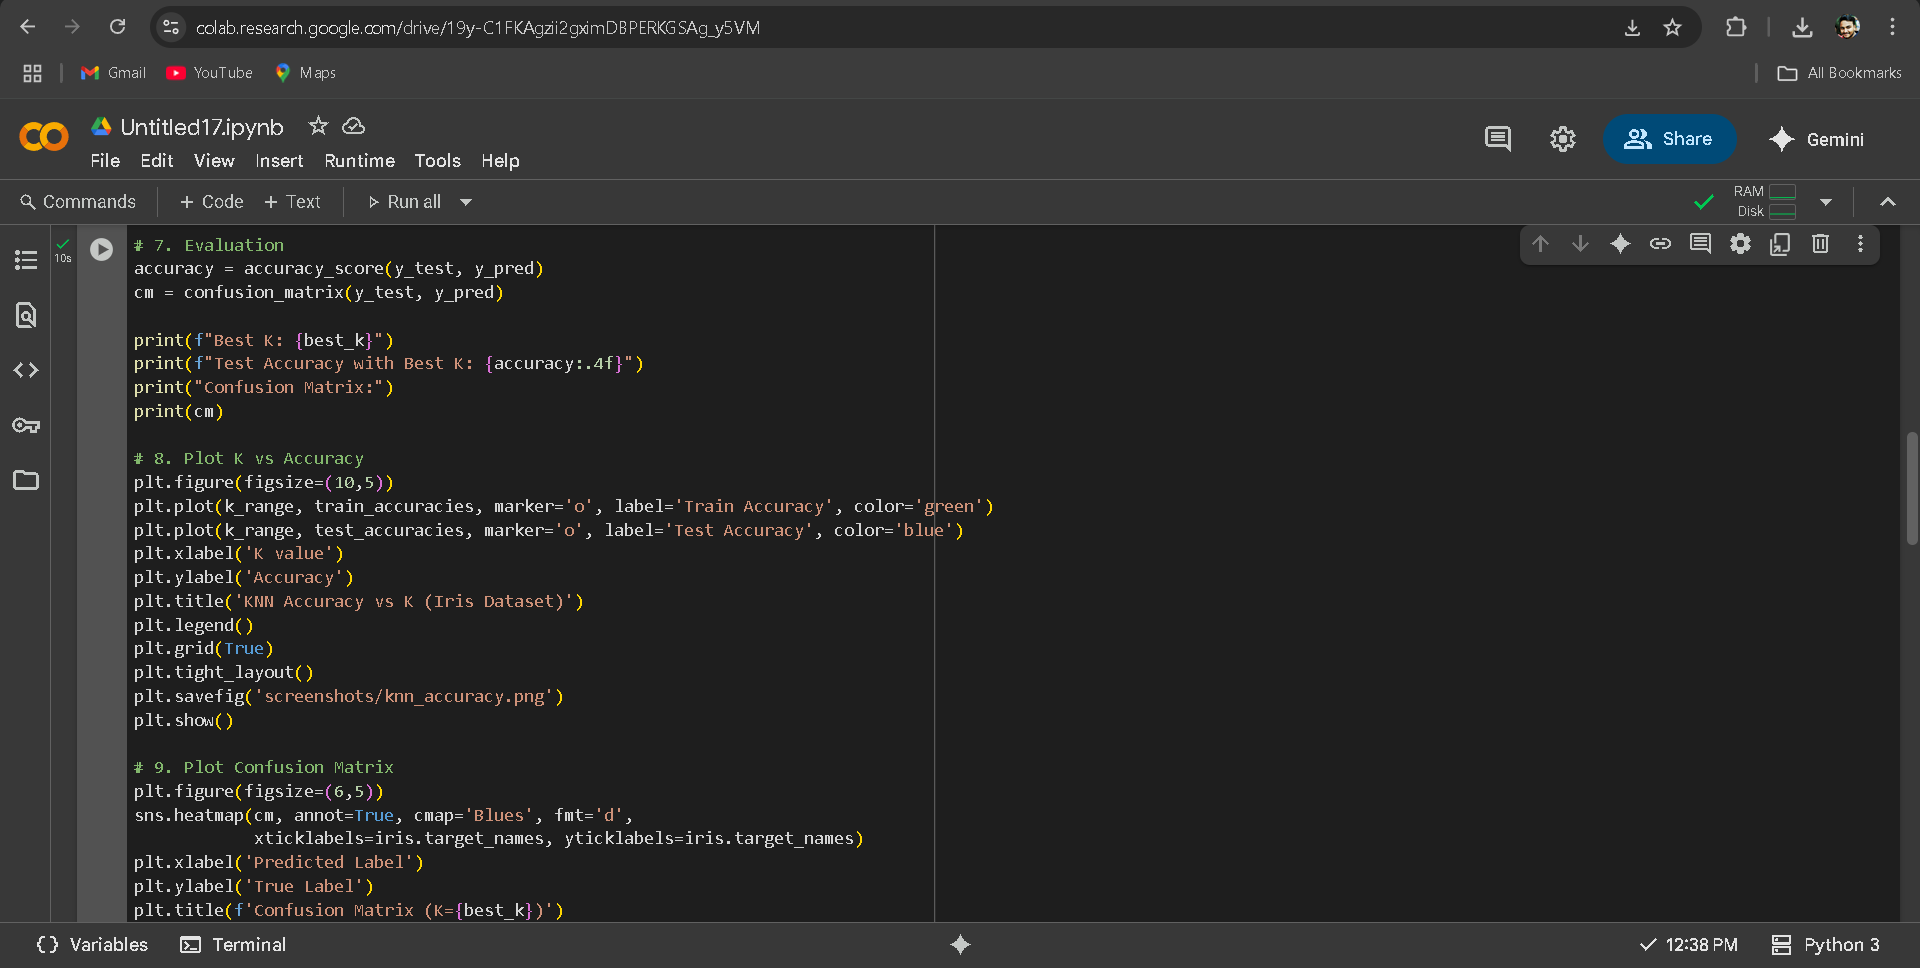 colab.research.google.com/drive/19y-C1FKAgzii2gximDBPERKGSAg_y5VM
Gmail YouTube Maps All Bookmarks
CO Untitled17.ipynb
File Edit View Insert Runtime Tools Help
Share Gemini
Commands + Code + Text Run all
RAM
Disk
10s
# 7. Evaluation
accuracy = accuracy_score(y_test, y_pred)
cm = confusion_matrix(y_test, y_pred)
print(f"Best K: {best_k}")
print(f"Test Accuracy with Best K: {accuracy:.4f}")
print("Confusion Matrix:")
print(cm)
# 8. Plot K vs Accuracy
plt.figure(figsize=(10,5))
plt.plot(k_range, train_accuracies, marker='o', label='Train Accuracy', color='green')
plt.plot(k_range, test_accuracies, marker='o', label='Test Accuracy', color='blue')
plt.xlabel('K value')
plt.ylabel('Accuracy')
plt.title('KNN Accuracy vs K (Iris Dataset)')
plt.legend()
plt.grid(True)
plt.tight_layout()
plt.savefig('screenshots/knn_accuracy.png')
plt.show()
# 9. Plot Confusion Matrix
plt.figure(figsize=(6,5))
sns.heatmap(cm, annot=True, cmap='Blues', fmt='d',
            xticklabels=iris.target_names, yticklabels=iris.target_names)
plt.xlabel('Predicted Label')
plt.ylabel('True Label')
plt.title(f'Confusion Matrix (K={best_k})')
{} Variables Terminal 12:38 PM Python 3